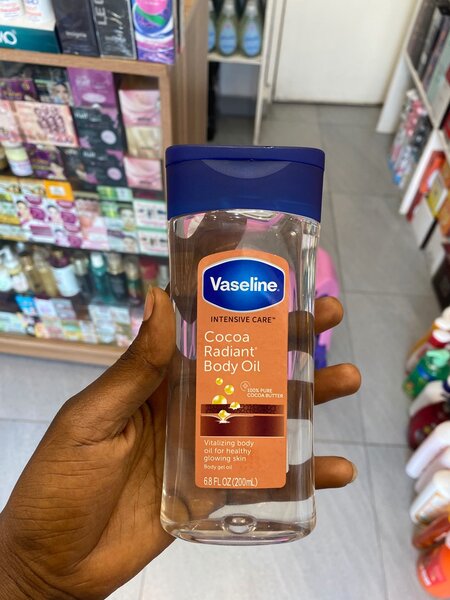 Vaseline
INTENSIVE CARE™
Cocoa
Radiant®
Body Oil
100% PURE
COCOA BUTTER
Vitalizing body
oil for healthy
glowing skin
Body gel oil
6.8 FL OZ (200mL)